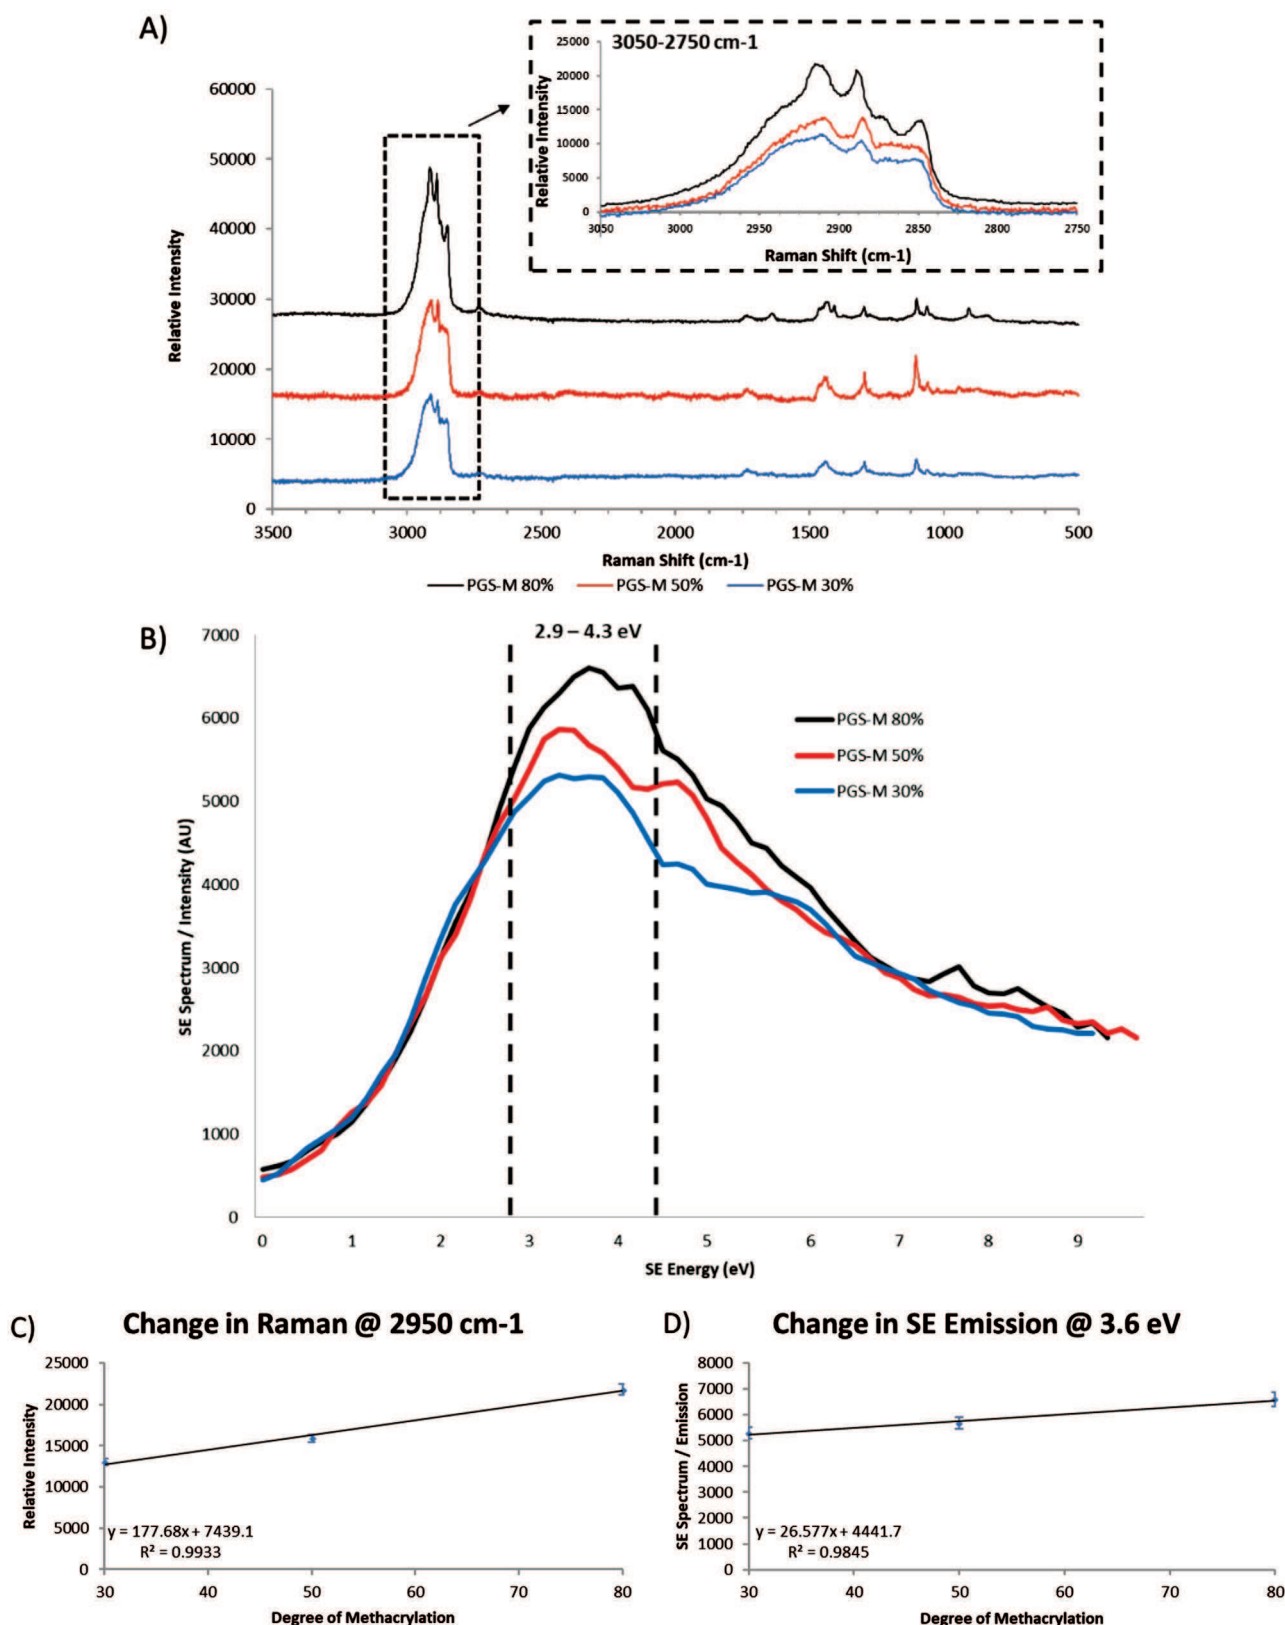 A)
3050-2750 cm-1
Relative Intensity
25000
20000
15000
10000
5000
0
3050 3000 2950 2900 2850 2800 2750
Raman Shift (cm-1)
Relative Intensity
60000
50000
40000
30000
20000
10000
0
3500 3000 2500 2000 1500 1000 500
Raman Shift (cm-1)
PGS-M 80% PGS-M 50% PGS-M 30%
B)
2.9 – 4.3 eV
SE Spectrum / Intensity (AU)
7000
6000
5000
4000
3000
2000
1000
0
PGS-M 80%
PGS-M 50%
PGS-M 30%
0 1 2 3 4 5 6 7 8 9
SE Energy (eV)
C)
Change in Raman @ 2950 cm-1
Relative Intensity
25000
20000
15000
10000
5000
0
y = 177.68x + 7439.1
R² = 0.9933
30 40 50 60 70 80
Degree of Methacrylation
D)
Change in SE Emission @ 3.6 eV
SE Spectrum / Emission
8000
7000
6000
5000
4000
3000
2000
1000
0
y = 26.577x + 4441.7
R² = 0.9845
30 40 50 60 70 80
Degree of Methacrylation